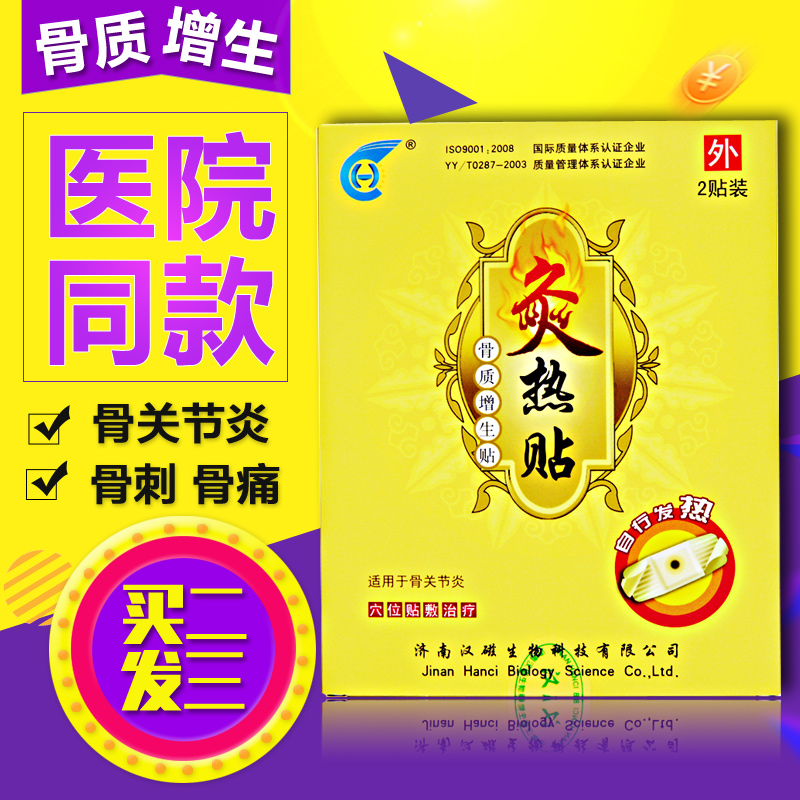 骨质 增生
医院
同款
骨关节炎
骨刺 骨痛
买二
发三
®
ISO9001:2008 国际质量体系认证企业
YY/T0287-2003 质量管理体系认证企业
外
2贴装
灸热贴
骨质增生贴
自行发热
适用于骨关节炎
穴位贴敷治疗
济南汉磁生物科技有限公司
Jinan Hanci Biology Science Co.,Ltd.